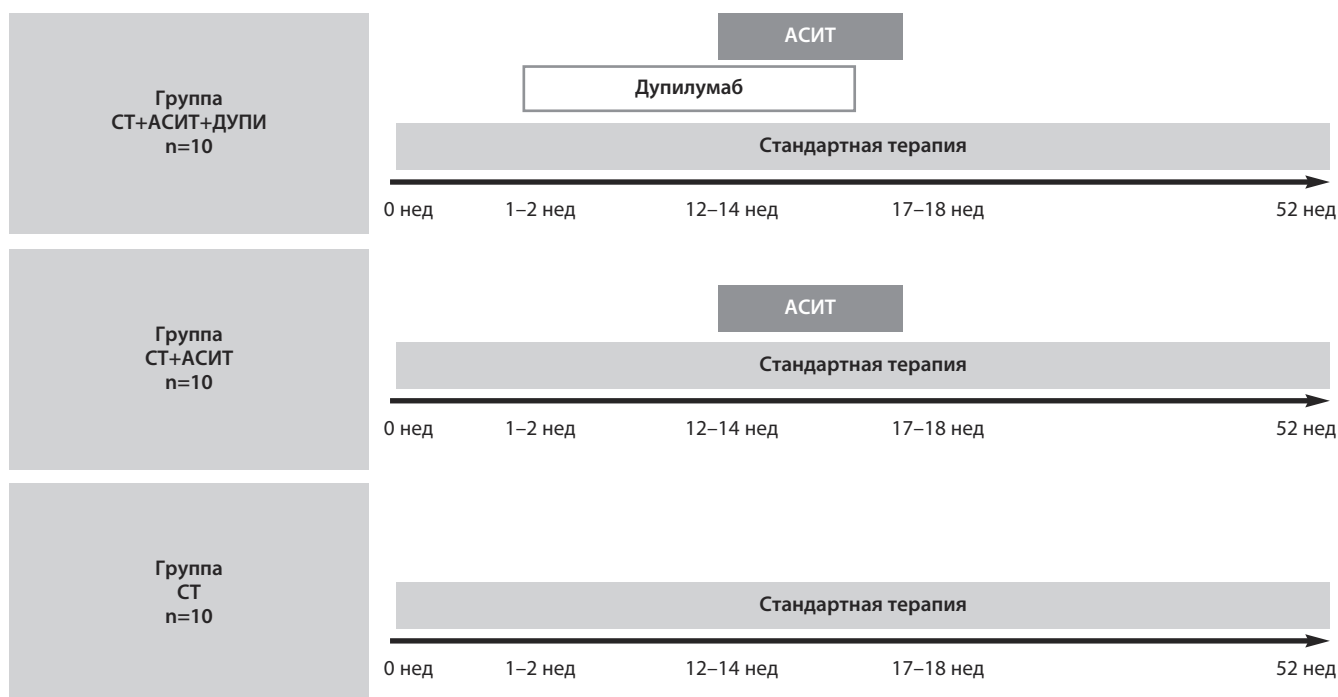 Группа
СТ+АСИТ+ДУПИ
n=10
АСИТ
Дупилумаб
Стандартная терапия
0 нед 1–2 нед 12–14 нед 17–18 нед 52 нед
Группа
СТ+АСИТ
n=10
АСИТ
Стандартная терапия
0 нед 1–2 нед 12–14 нед 17–18 нед 52 нед
Группа
СТ
n=10
Стандартная терапия
0 нед 1–2 нед 12–14 нед 17–18 нед 52 нед